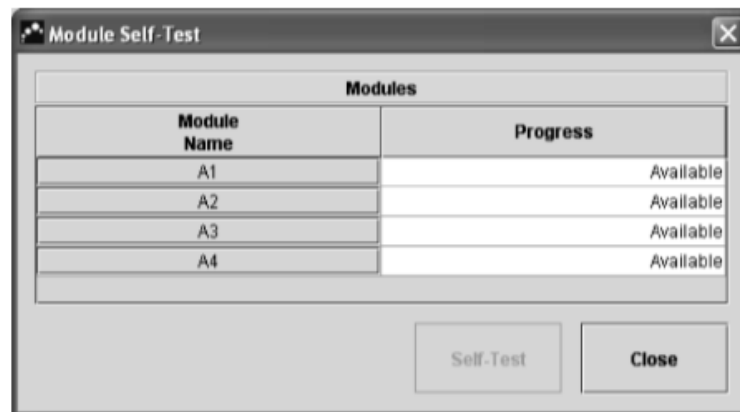 Module Self-Test
Modules
Module Name Progress
A1 Available
A2 Available
A3 Available
A4 Available
Self-Test Close